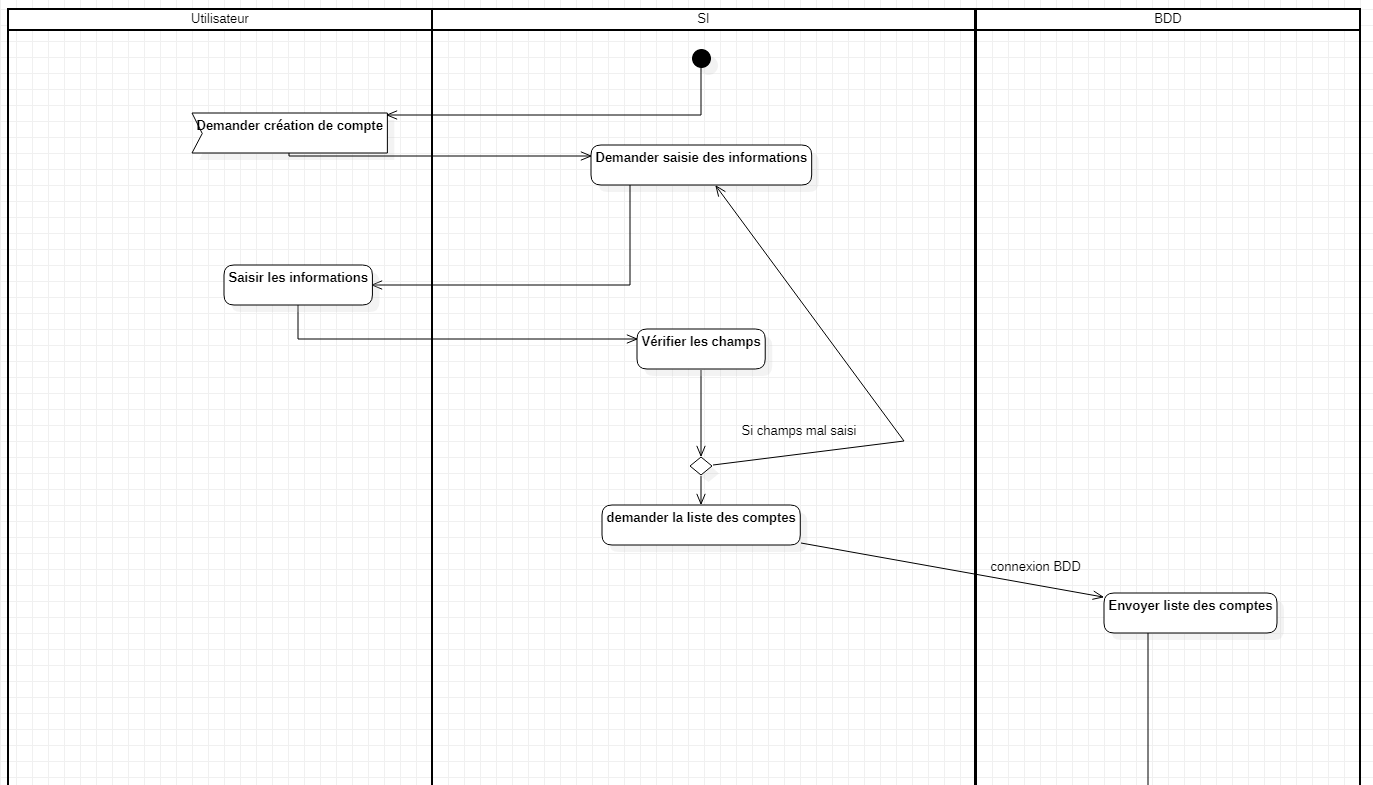 Utilisateur
SI
BDD
Demander création de compte
Demander saisie des informations
Saisir les informations
Vérifier les champs
Si champs mal saisi
demander la liste des comptes
connexion BDD
Envoyer liste des comptes